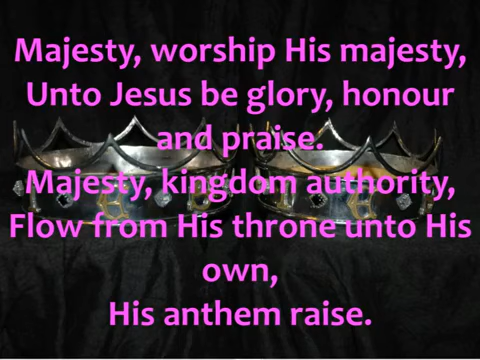 Majesty, worship His majesty,
Unto Jesus be glory, honour
and praise.
Majesty, kingdom authority,
Flow from His throne unto His
own,
His anthem raise.